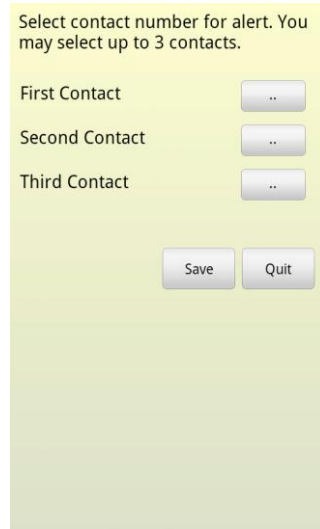 Select contact number for alert. You
may select up to 3 contacts.
First Contact ..
Second Contact ..
Third Contact ..
Save Quit